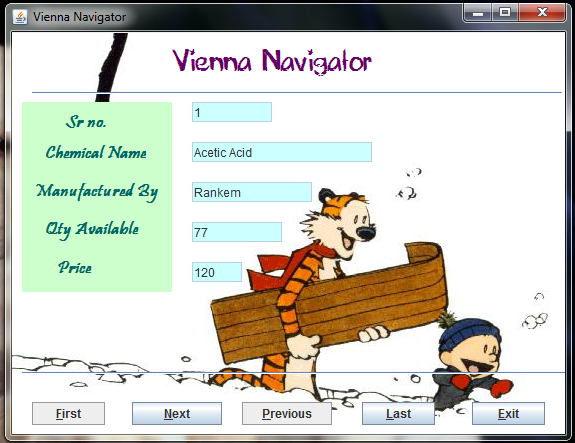 Vienna Navigator
Vienna Navigator
Sr no. 1
Chemical Name Acetic Acid
Manufactured By Rankem
Qty Available 77
Price 120
First Next Previous Last Exit